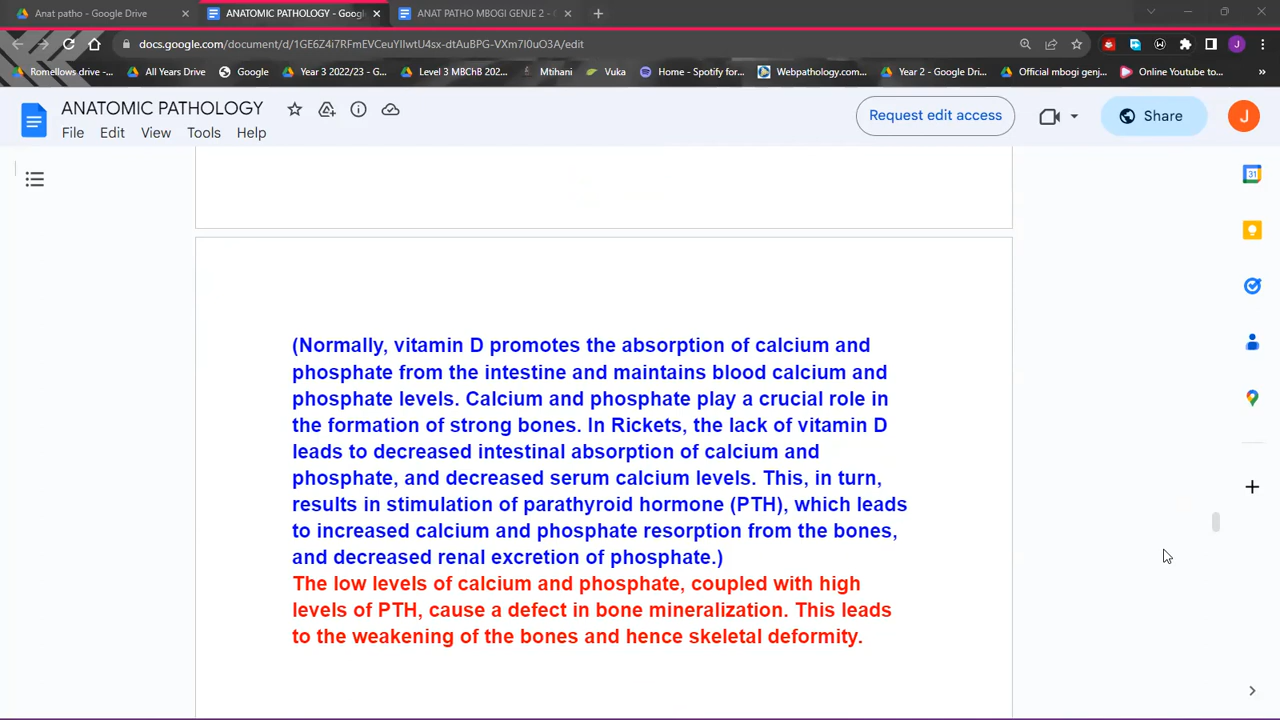 Anat patho - Google Drive
ANATOMIC PATHOLOGY - Goog
ANAT PATHO MBOGI GENJE 2 -
docs.google.com/document/d/1GE6Z4i7RFmEVCeuYIlwtU4sx-dtAuBPG-VXm7l0uO3A/edit
Romellows drive -...
All Years Drive
Google
Year 3 2022/23 - G...
Level 3 MBChB 202...
Mtihani
Vuka
Home - Spotify for...
Webpathology.com...
Year 2 - Google Dri...
Official mbogi genj...
Online Youtube to...
ANATOMIC PATHOLOGY
File Edit View Tools Help
Request edit access
Share
J
(Normally, vitamin D promotes the absorption of calcium and
phosphate from the intestine and maintains blood calcium and
phosphate levels. Calcium and phosphate play a crucial role in
the formation of strong bones. In Rickets, the lack of vitamin D
leads to decreased intestinal absorption of calcium and
phosphate, and decreased serum calcium levels. This, in turn,
results in stimulation of parathyroid hormone (PTH), which leads
to increased calcium and phosphate resorption from the bones,
and decreased renal excretion of phosphate.)
The low levels of calcium and phosphate, coupled with high
levels of PTH, cause a defect in bone mineralization. This leads
to the weakening of the bones and hence skeletal deformity.